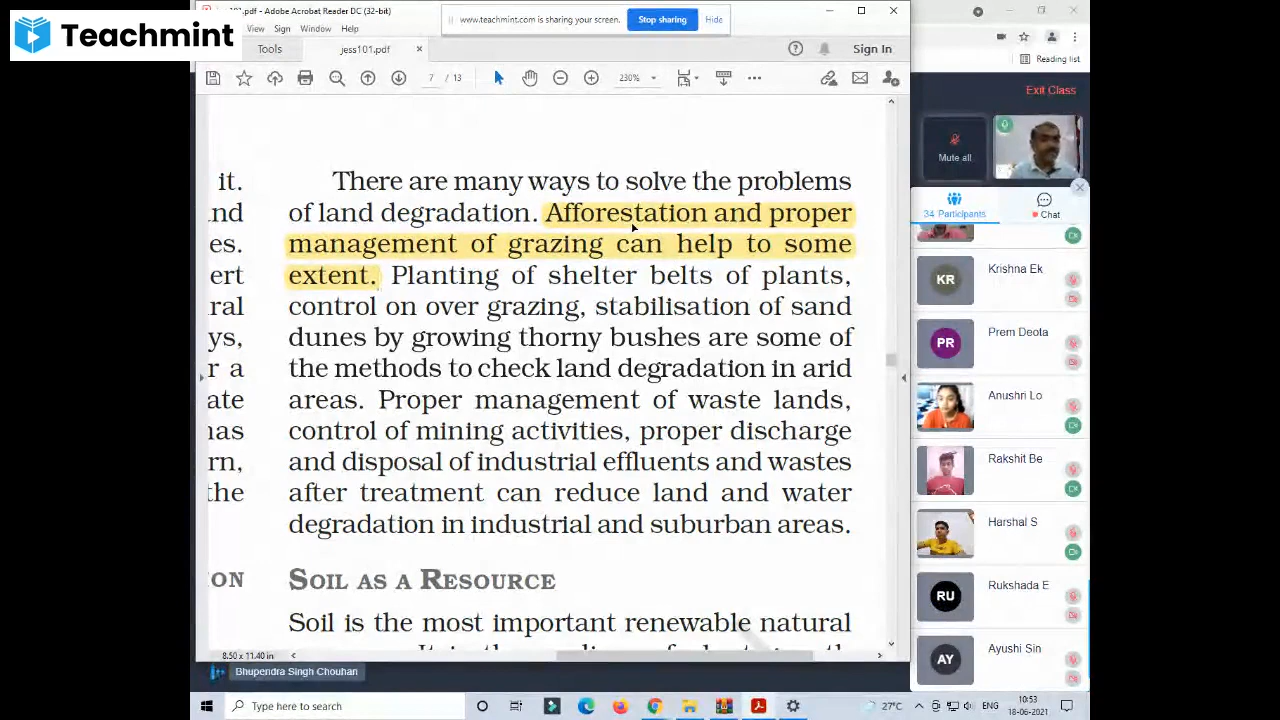 Teachmint
101.pdf - Adobe Acrobat Reader DC (32-bit)
View Sign Window Help
www.teachmint.com is sharing your screen. Stop sharing Hide
Tools jess101.pdf Sign In
7 / 13 230%
Reading list
Exit Class
Mute all
34 Participants Chat
KR Krishna Ek
PR Prem Deota
Anushri Lo
Rakshit Be
Harshal S
RU Rukshada E
AY Ayushi Sin
it.
nd
es.
ert
ral
ys,
r a
ate
nas
rn,
the
ON
There are many ways to solve the problems
of land degradation. Afforestation and proper
management of grazing can help to some
extent. Planting of shelter belts of plants,
control on over grazing, stabilisation of sand
dunes by growing thorny bushes are some of
the methods to check land degradation in arid
areas. Proper management of waste lands,
control of mining activities, proper discharge
and disposal of industrial effluents and wastes
after treatment can reduce land and water
degradation in industrial and suburban areas.
SOIL AS A RESOURCE
Soil is the most important renewable natural
8.50 x 11.40 in
Bhupendra Singh Chouhan
Type here to search
27°C ENG 10:53
18-06-2021